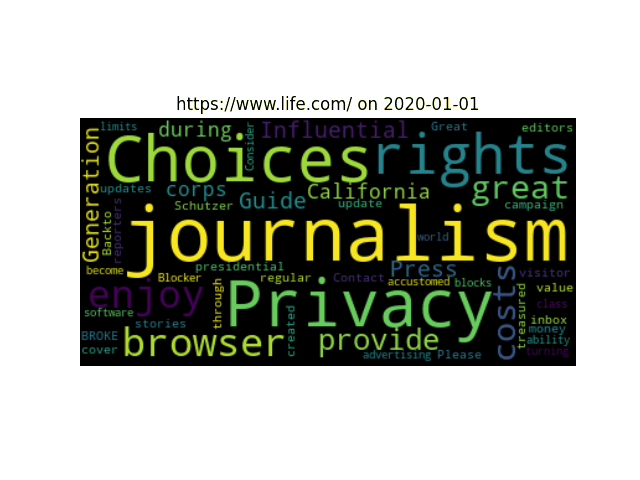 https://www.life.com/ on 2020-01-01
limits
during
Influential
Great
editors
Generation
Choices
Consider
rights
updates
corps
Guide
California
great
Schutzer
update
campaign
Backto
reporters
journalism
world
become
presidential
Press
visitor
Blocker
regular
Contact
accustomed
blocks
costs
value
enjoy
through
Privacy
treasured
class
software
created
inbox
BROKE
stories
browser
provide
money
ability
cover
advertising
Please
turning